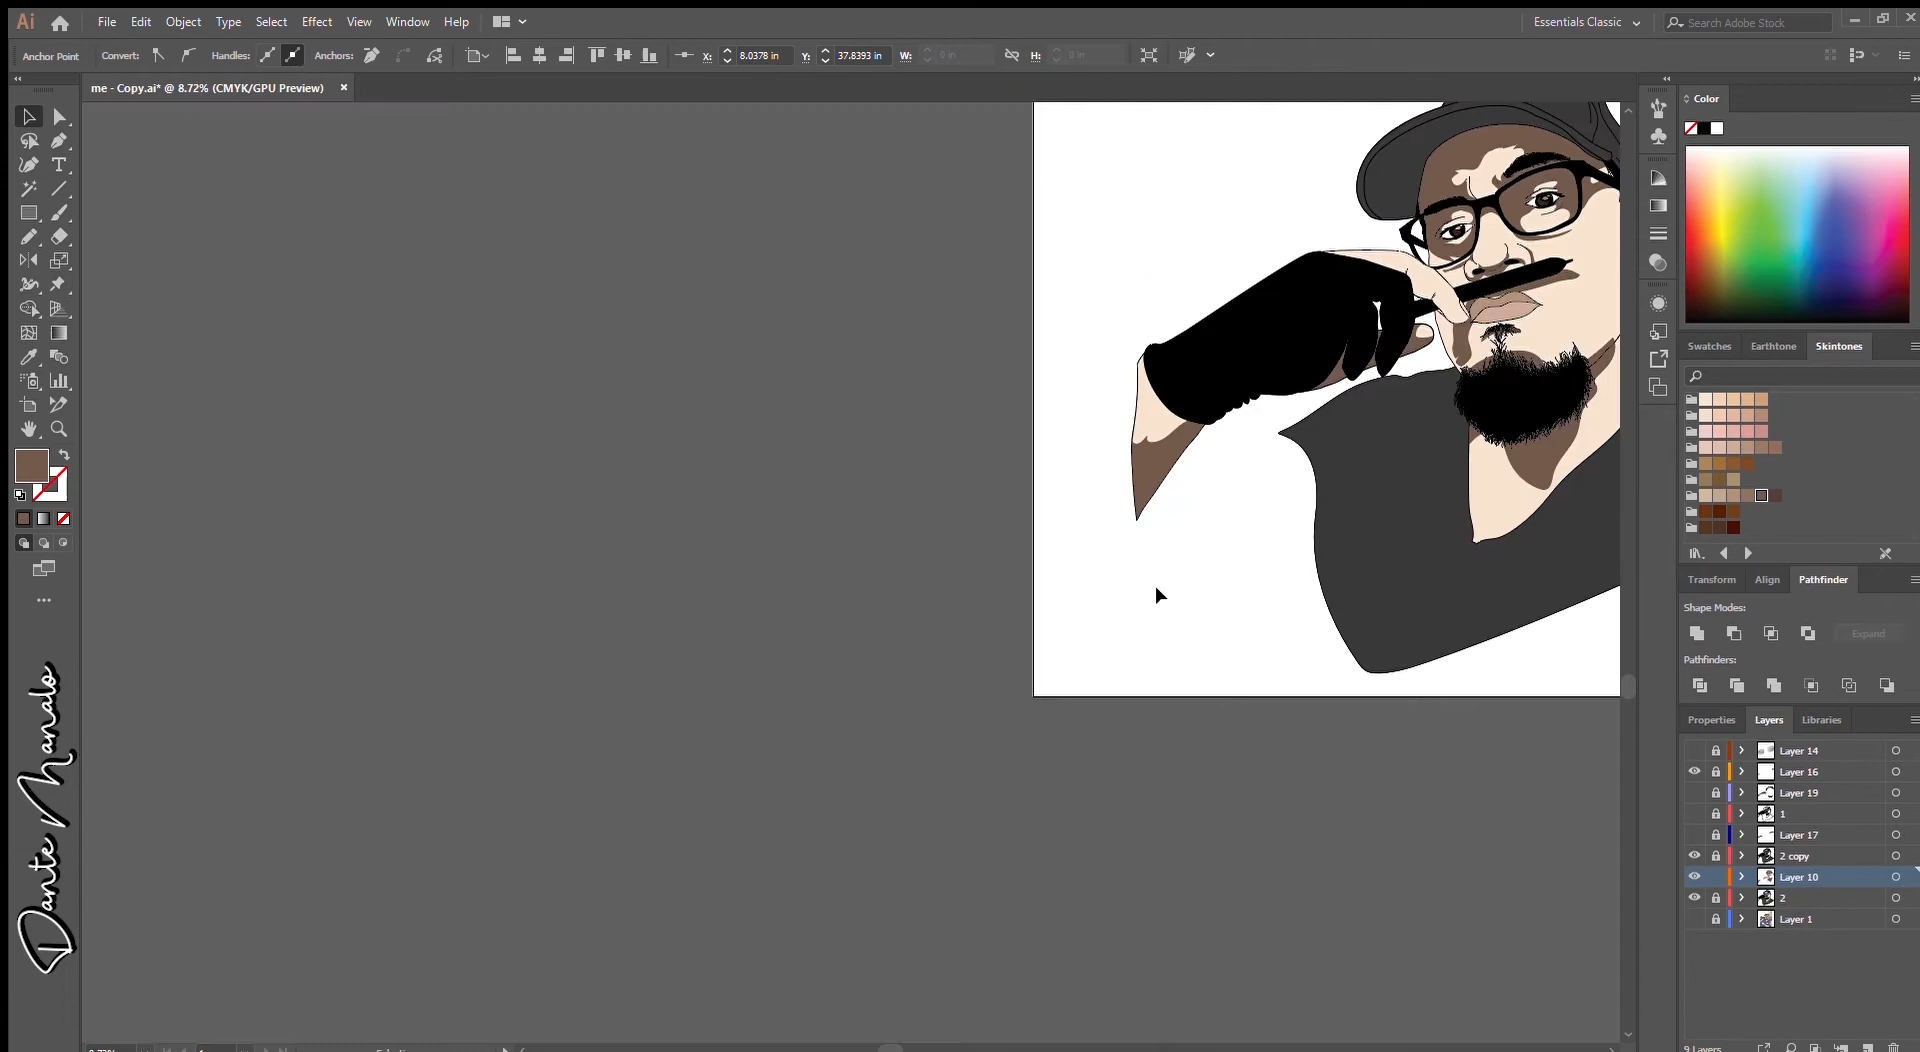 Ai File Edit Object Type Select Effect View Window Help Essentials Classic Search Adobe Stock
Anchor Point Convert: Handles: Anchors: X: 8.0378 in Y: 37.8393 in W: 0 in H: 0 in
me - Copy.ai* @ 8.72% (CMYK/GPU Preview) ×
Color
Swatches Earthtone Skintones
Transform Align Pathfinder
Shape Modes:
Expand
Pathfinders:
Properties Layers Libraries
Layer 14
Layer 16
Layer 19
1
Layer 17
2 copy
Layer 10
2
Layer 1
9 Layers
Dante Manalo